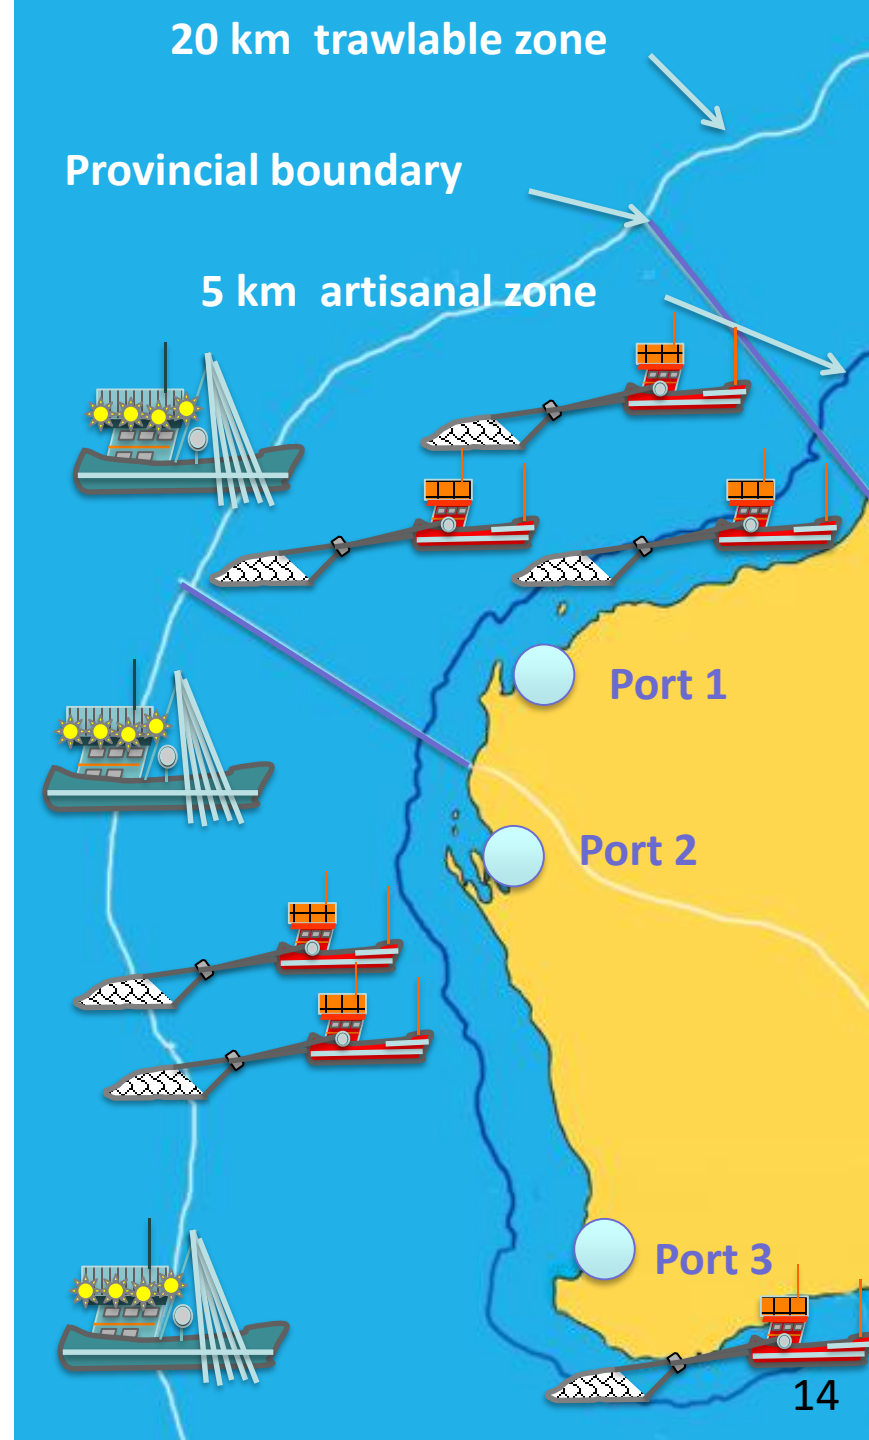 20 km  trawlable zone
Provincial boundary
5 km  artisanal zone
Port 1
Port 2
Port 3
14